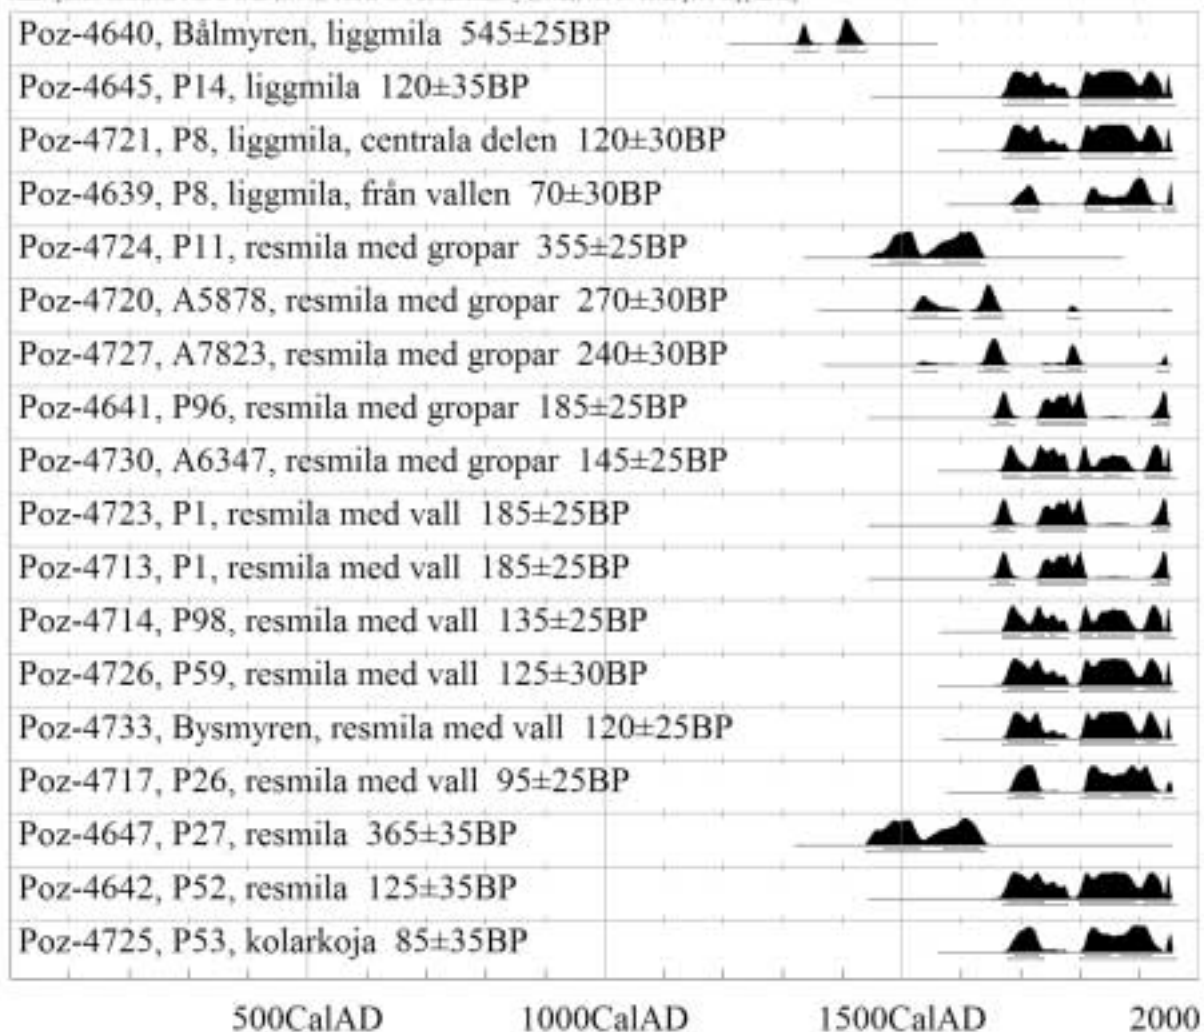 Poz-4640, Bålmyren, liggmila 545±25BP
Poz-4645, P14, liggmila 120±35BP
Poz-4721, P8, liggmila, centrala delen 120±30BP
Poz-4639, P8, liggmila, från vallen 70±30BP
Poz-4724, P11, resmila med gropar 355±25BP
Poz-4720, A5878, resmila med gropar 270±30BP
Poz-4727, A7823, resmila med gropar 240±30BP
Poz-4641, P96, resmila med gropar 185±25BP
Poz-4730, A6347, resmila med gropar 145±25BP
Poz-4723, P1, resmila med vall 185±25BP
Poz-4713, P1, resmila med vall 185±25BP
Poz-4714, P98, resmila med vall 135±25BP
Poz-4726, P59, resmila med vall 125±30BP
Poz-4733, Bysmyren, resmila med vall 120±25BP
Poz-4717, P26, resmila med vall 95±25BP
Poz-4647, P27, resmila 365±35BP
Poz-4642, P52, resmila 125±35BP
Poz-4725, P53, kolarkoja 85±35BP
500CalAD 1000CalAD 1500CalAD 2000